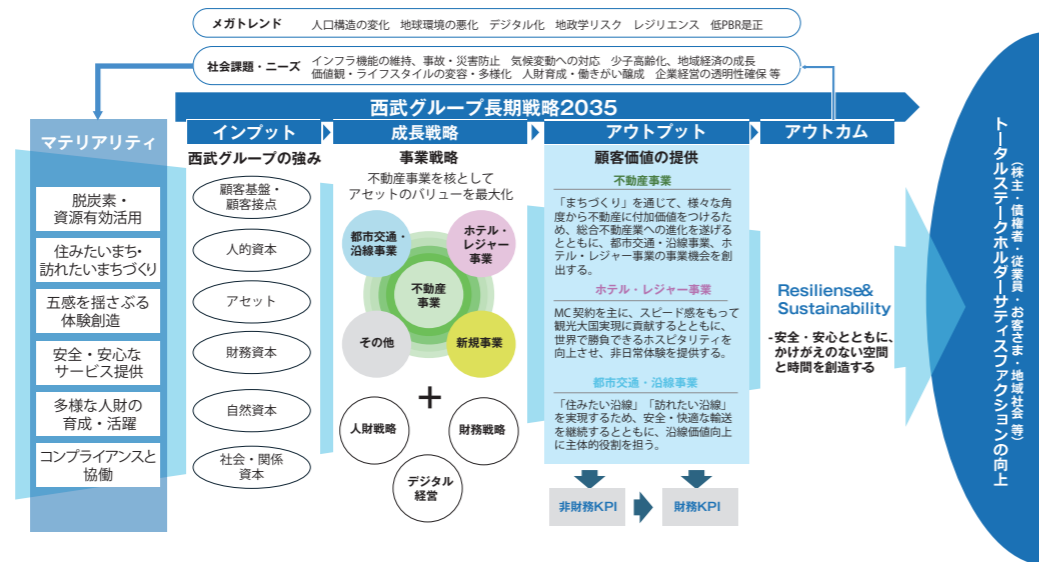 メガトレンド　人口構造の変化　地球環境の悪化　デジタル化　地政学リスク　レジリエンス　低PBR是正
社会課題・ニーズ　インフラ機能の維持、事故・災害防止　気候変動への対応　少子高齢化、地域経済の成長
価値観・ライフスタイルの変容・多様化　人財育成・働きがい醸成　企業経営の透明性確保 等
西武グループ長期戦略2035
マテリアリティ
脱炭素・
資源有効活用
住みたいまち・
訪れたいまちづくり
五感を揺さぶる
体験創造
安全・安心な
サービス提供
多様な人財の
育成・活躍
コンプライアンスと
協働
インプット
西武グループの強み
顧客基盤・
顧客接点
人的資本
アセット
財務資本
自然資本
社会・関係
資本
成長戦略
事業戦略
不動産事業を核として
アセットのバリューを最大化
都市交通・
沿線事業
ホテル・
レジャー
事業
不動産
事業
その他
新規事業
+
人財戦略
財務戦略
デジタル
経営
アウトプット
顧客価値の提供
不動産事業
「まちづくり」を通じて、様々な角
度から不動産に付加価値をつけるた
め、総合不動産業への進化を遂げる
とともに、都市交通・沿線事業、ホ
テル・レジャー事業の事業機会を創
出する。
ホテル・レジャー事業
MC契約を主に、スピード感をもって
観光大国実現に貢献するとともに、
世界で勝負できるホスピタリティを
向上させ、非日常体験を提供する。
都市交通・沿線事業
「住みたい沿線」「訪れたい沿線」
を実現するため、安全・快適な輸送
を継続するとともに、沿線価値向上
に主体的役割を担う。
非財務KPI
財務KPI
アウトカム
Resiliense&
Sustainability
-安全・安心とともに、
かけがえのない空間
と時間を創造する
トータルステークホルダーサティスファクションの向上
（株主・債権者・従業員・お客さま・地域社会 等）